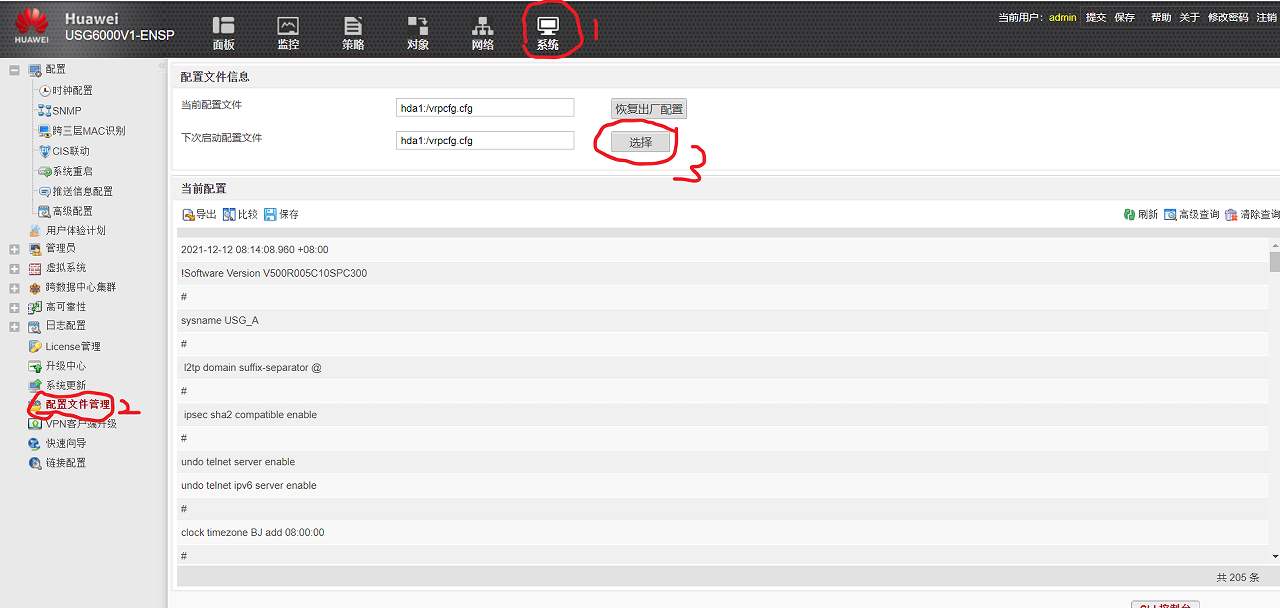 HUAWEI
Huawei
USG6000V1-ENSP
面板
监控
策略
对象
网络
系统
1
当前用户: admin 提交 保存 帮助 关于 修改密码 注销
配置
时钟配置
SNMP
跨三层MAC识别
CIS联动
系统重启
推送信息配置
高级配置
用户体验计划
管理员
虚拟系统
跨数据中心集群
高可靠性
日志配置
License管理
升级中心
系统更新
配置文件管理 2
VPN客户端升级
快速向导
链接配置
配置文件信息
当前配置文件 hda1:/vrpcfg.cfg 恢复出厂配置
下次启动配置文件 hda1:/vrpcfg.cfg 选择
3
当前配置
导出 比较 保存 刷新 高级查询 清除查询
2021-12-12 08:14:08.960 +08:00
!Software Version V500R005C10SPC300
#
sysname USG_A
#
l2tp domain suffix-separator @
#
ipsec sha2 compatible enable
#
undo telnet server enable
undo telnet ipv6 server enable
#
clock timezone BJ add 08:00:00
#
共 205 条
CLI控制台